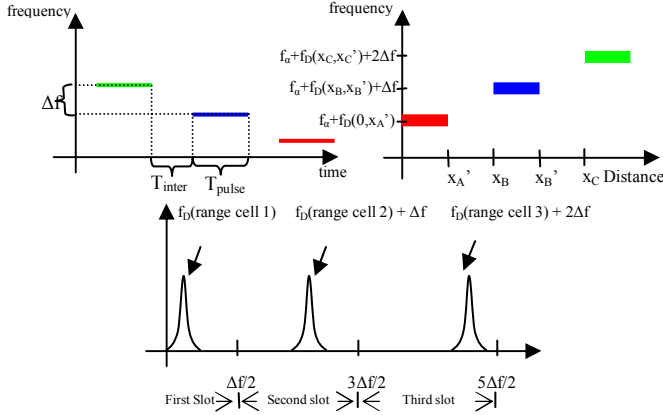 frequency
Δf
T_inter
T_pulse
time
frequency
f_α+f_D(x_C,x_C’)+2Δf
f_α+f_D(x_B,x_B’)+Δf
f_α+f_D(0,x_A’)
x_A’
x_B
x_B’
x_C Distance
f_D(range cell 1)
f_D(range cell 2) + Δf
f_D(range cell 3) + 2Δf
Δf/2
3Δf/2
5Δf/2
First Slot
Second slot
Third slot